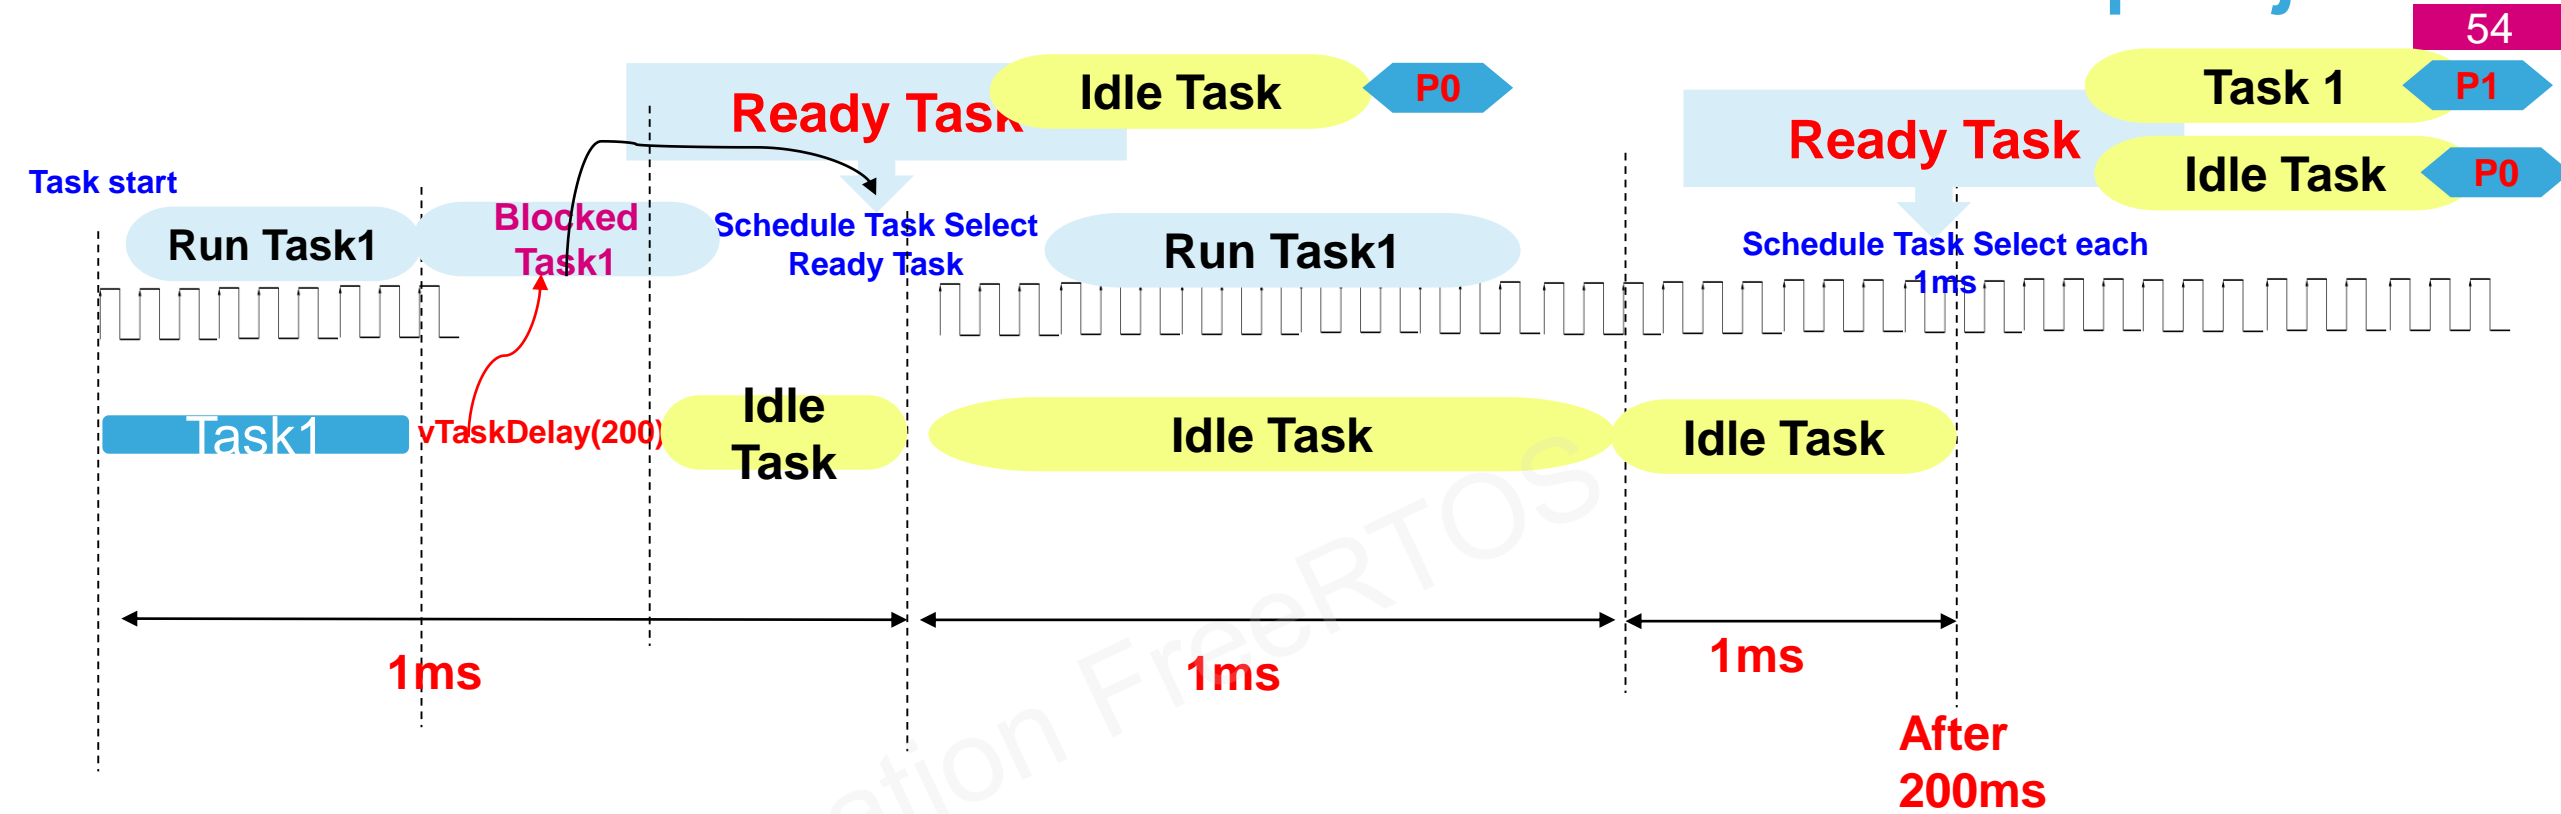 54
Idle Task
P0
Ready Task
Task 1
P1
Ready Task
Idle Task
P0
Task start
Run Task1
Blocked
Task1
Schedule Task Select
Ready Task
Run Task1
Schedule Task Select each
1ms
Task1
vTaskDelay(200)
Idle
Task
Idle Task
Idle Task
1ms
1ms
1ms
After
200ms
FreeRTOS